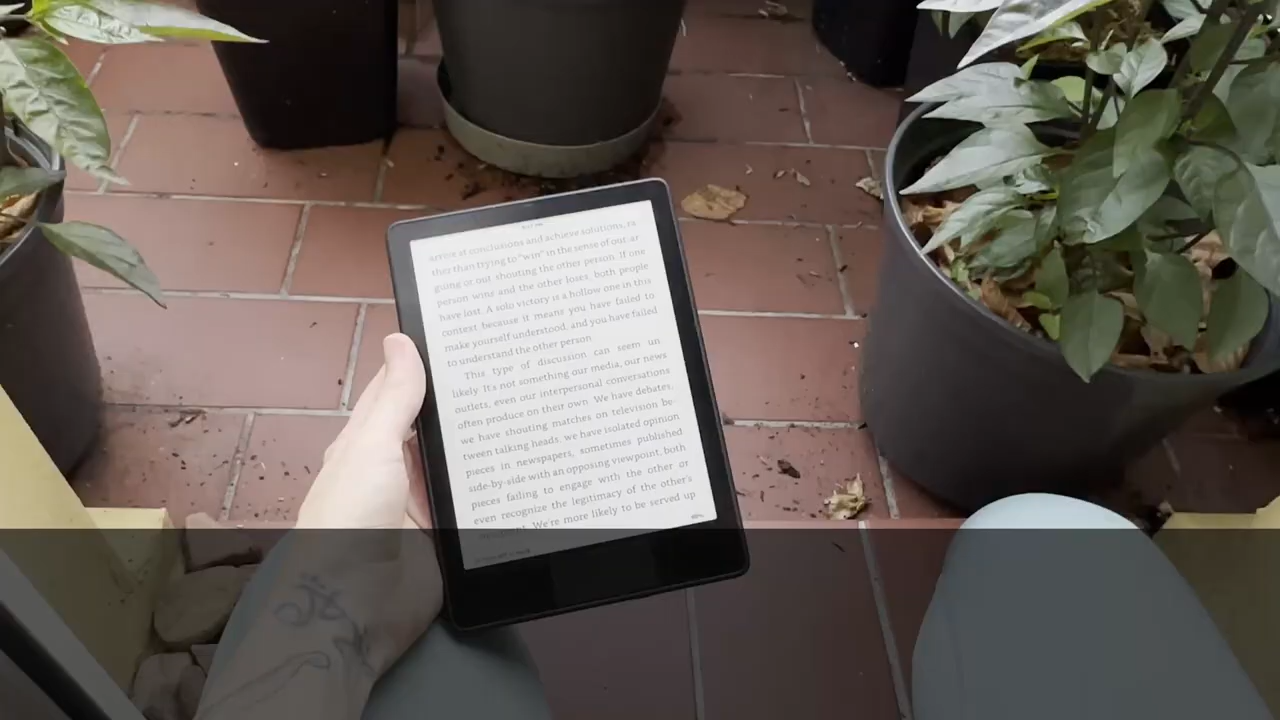 arrive at conclusions and achieve solutions, ra
ther than trying to "win" in the sense of out-ar
going or out-shouting the other person. If one
person wins and the other loses, both people
have lost. A solo victory is a hollow one in this
context, because it means you have failed to
make yourself understood, and you have failed
to understand the other person.
This type of discussion can seem un
likely. It's not something our media, our news
outlets, even our interpersonal conversations
often produce on their own. We have debates,
we have shouting matches on television be-
tween talking heads, we have isolated opinion
pieces in newspapers, sometimes published
side-by-side with an opposing viewpoint, both
pieces failing to engage with the other or
even recognize the legitimacy of the other's
We're more likely to be served up